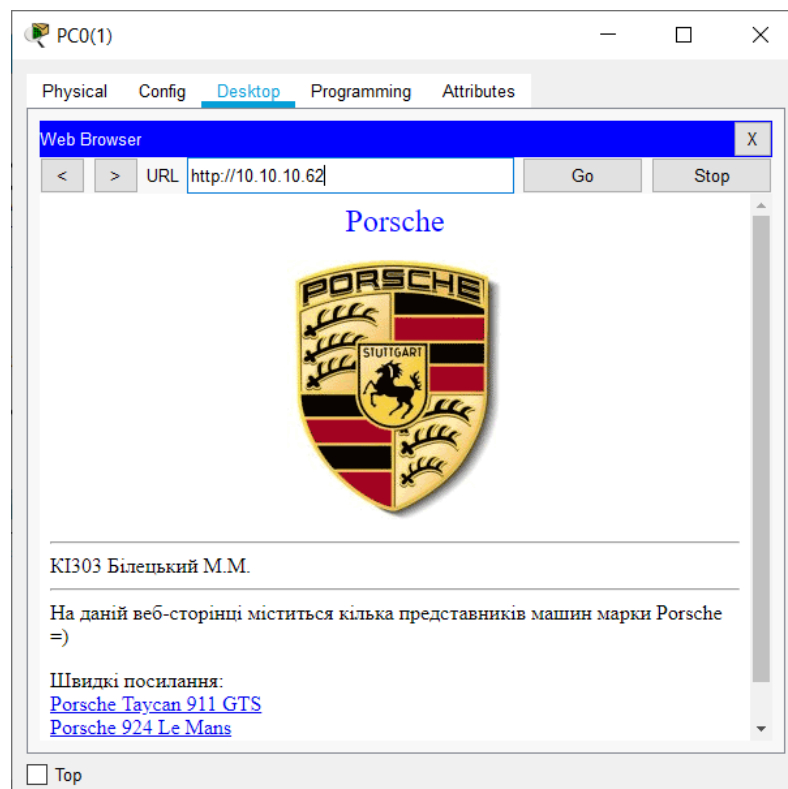 PC0(1)
Physical Config Desktop Programming Attributes
Web Browser X
< > URL http://10.10.10.62 Go Stop
Porsche
PORSCHE
STUTTGART
КІ303 Білецький М.М.
На даній веб-сторінці міститься кілька представників машин марки Porsche
=)
Швидкі посилання:
Porsche Taycan 911 GTS
Porsche 924 Le Mans
Top